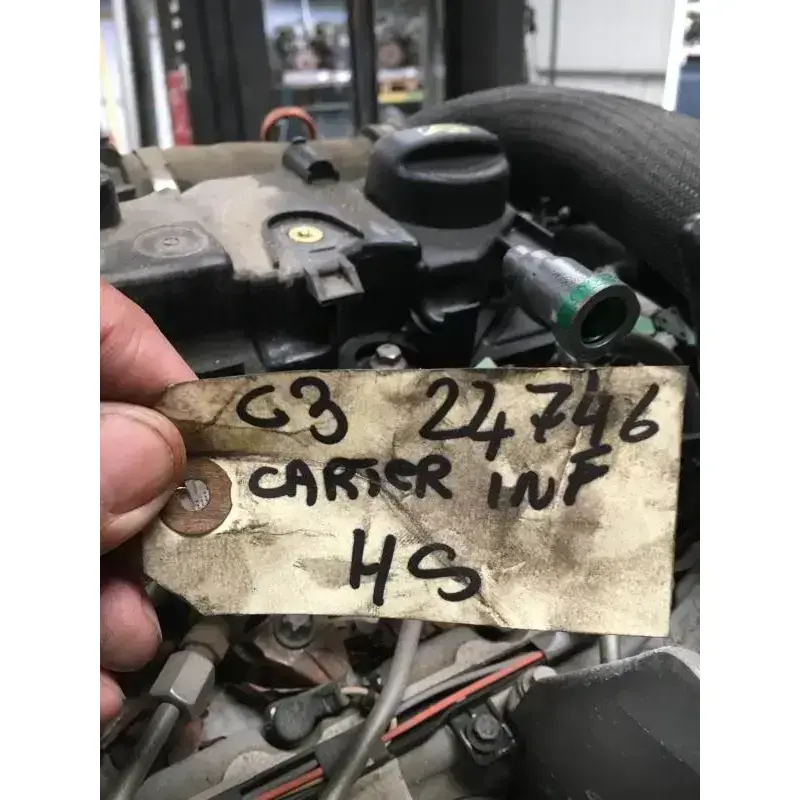 C3 24746
CARTER INF
HS